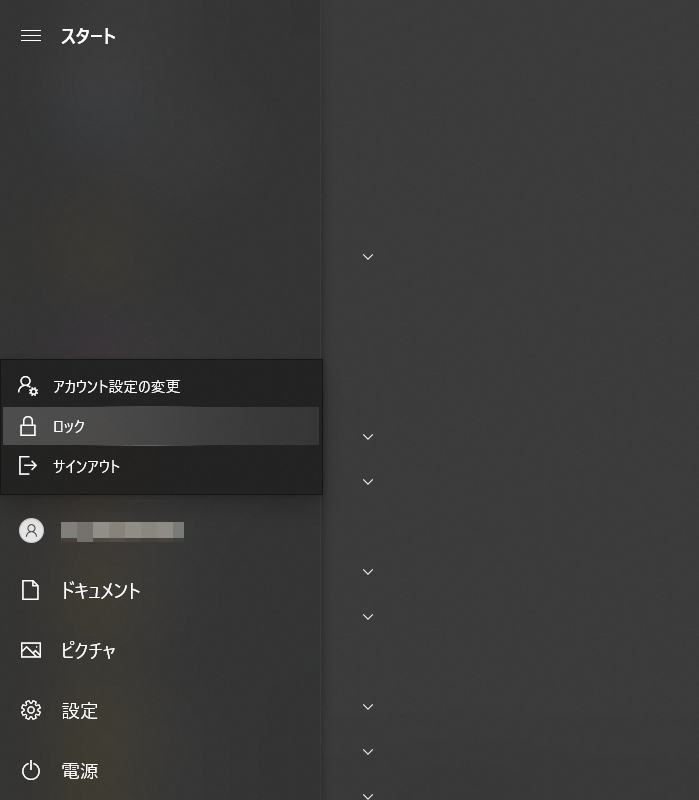 スタート
アカウント設定の変更
ロック
サインアウト
ドキュメント
ピクチャ
設定
電源